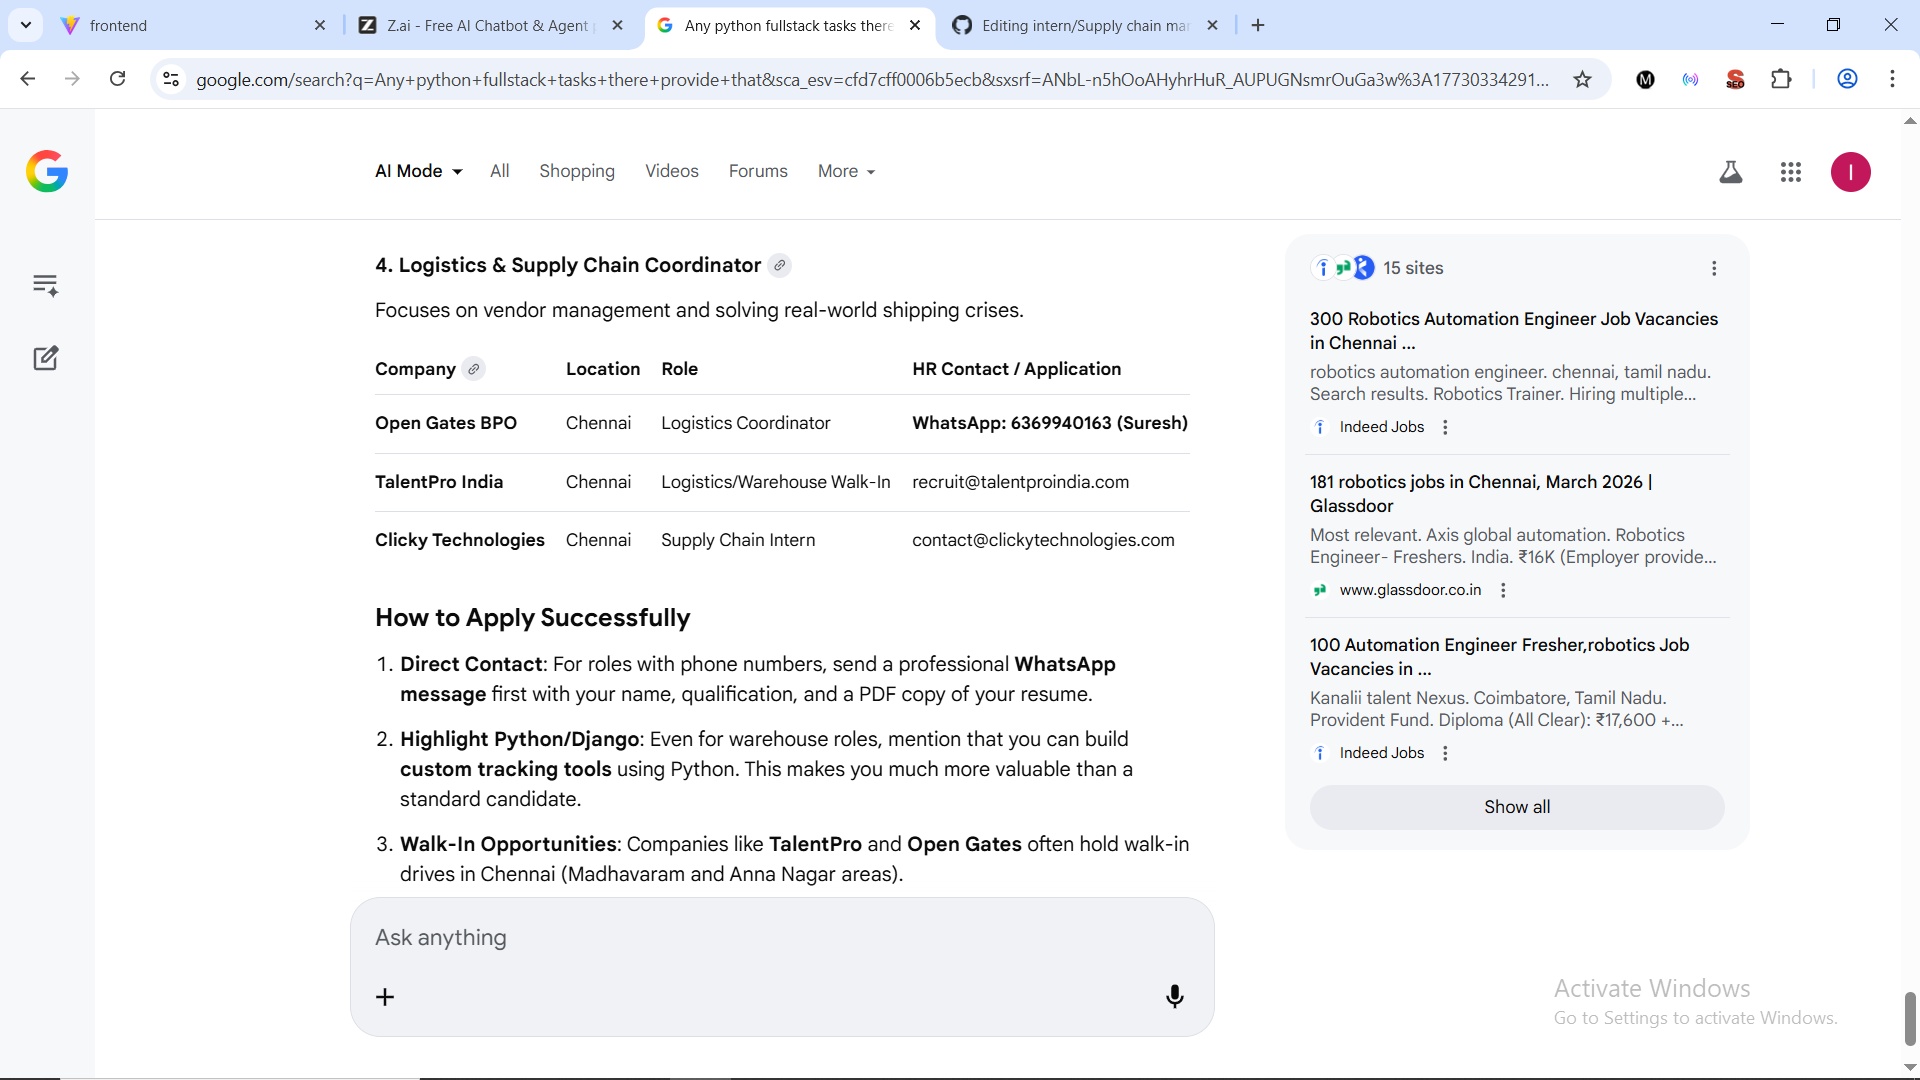 frontend
Z.ai - Free AI Chatbot & Agent
Any python fullstack tasks there
Editing intern/Supply chain mar
google.com/search?q=Any+python+fullstack+tasks+there+provide+that&sca_esv=cfd7cff0006b5ecb&sxsrf=ANbL-n5hOoAHyhrHuR_AUPUGNsmrOuGa3w%3A17730334291...
AI Mode All Shopping Videos Forums More
I
4. Logistics & Supply Chain Coordinator
Focuses on vendor management and solving real-world shipping crises.
Company Location Role HR Contact / Application
Open Gates BPO Chennai Logistics Coordinator WhatsApp: 6369940163 (Suresh)
TalentPro India Chennai Logistics/Warehouse Walk-In recruit@talentproindia.com
Clicky Technologies Chennai Supply Chain Intern contact@clickytechnologies.com
How to Apply Successfully
1. Direct Contact: For roles with phone numbers, send a professional WhatsApp
message first with your name, qualification, and a PDF copy of your resume.
2. Highlight Python/Django: Even for warehouse roles, mention that you can build
custom tracking tools using Python. This makes you much more valuable than a
standard candidate.
3. Walk-In Opportunities: Companies like TalentPro and Open Gates often hold walk-in
drives in Chennai (Madhavaram and Anna Nagar areas).
Ask anything
15 sites
300 Robotics Automation Engineer Job Vacancies
in Chennai ...
robotics automation engineer. chennai, tamil nadu.
Search results. Robotics Trainer. Hiring multiple...
Indeed Jobs
181 robotics jobs in Chennai, March 2026 |
Glassdoor
Most relevant. Axis global automation. Robotics
Engineer- Freshers. India. ₹16K (Employer provide...
www.glassdoor.co.in
100 Automation Engineer Fresher,robotics Job
Vacancies in ...
Kanalii talent Nexus. Coimbatore, Tamil Nadu.
Provident Fund. Diploma (All Clear): ₹17,600 +...
Indeed Jobs
Show all
Activate Windows
Go to Settings to activate Windows.